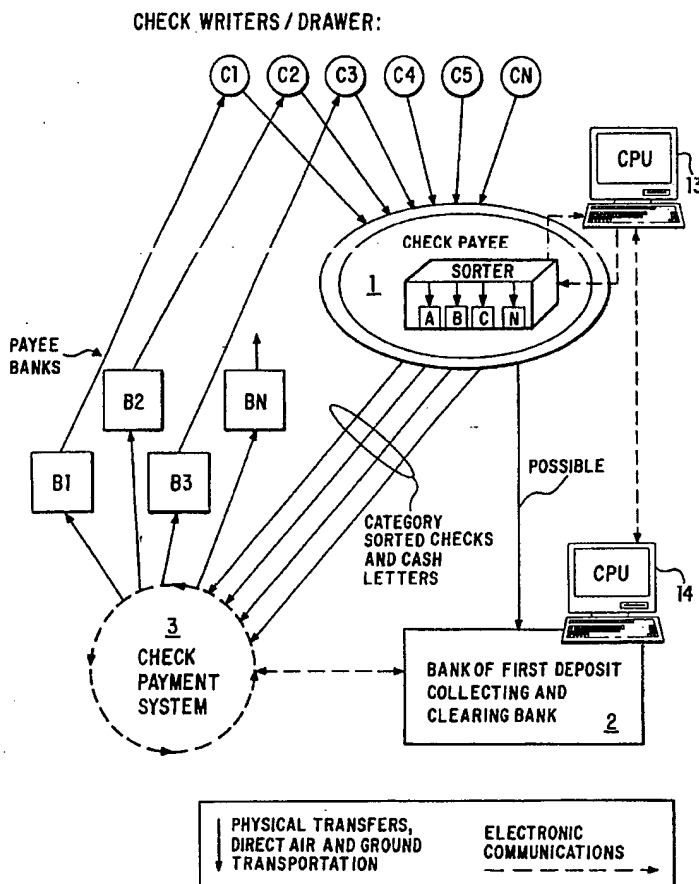 CHECK WRITERS / DRAWER:
C1 C2 C3 C4 C5 CN
CPU
13
CHECK PAYEE
SORTER
1
A B C N
PAYEE
BANKS
B2
BN
B1
B3
POSSIBLE
CATEGORY
SORTED CHECKS
AND CASH
LETTERS
CPU
14
3
CHECK
PAYMENT
SYSTEM
BANK OF FIRST DEPOSIT
COLLECTING AND
CLEARING BANK
2
PHYSICAL TRANSFERS,
DIRECT AIR AND GROUND
TRANSPORTATION
ELECTRONIC
COMMUNICATIONS